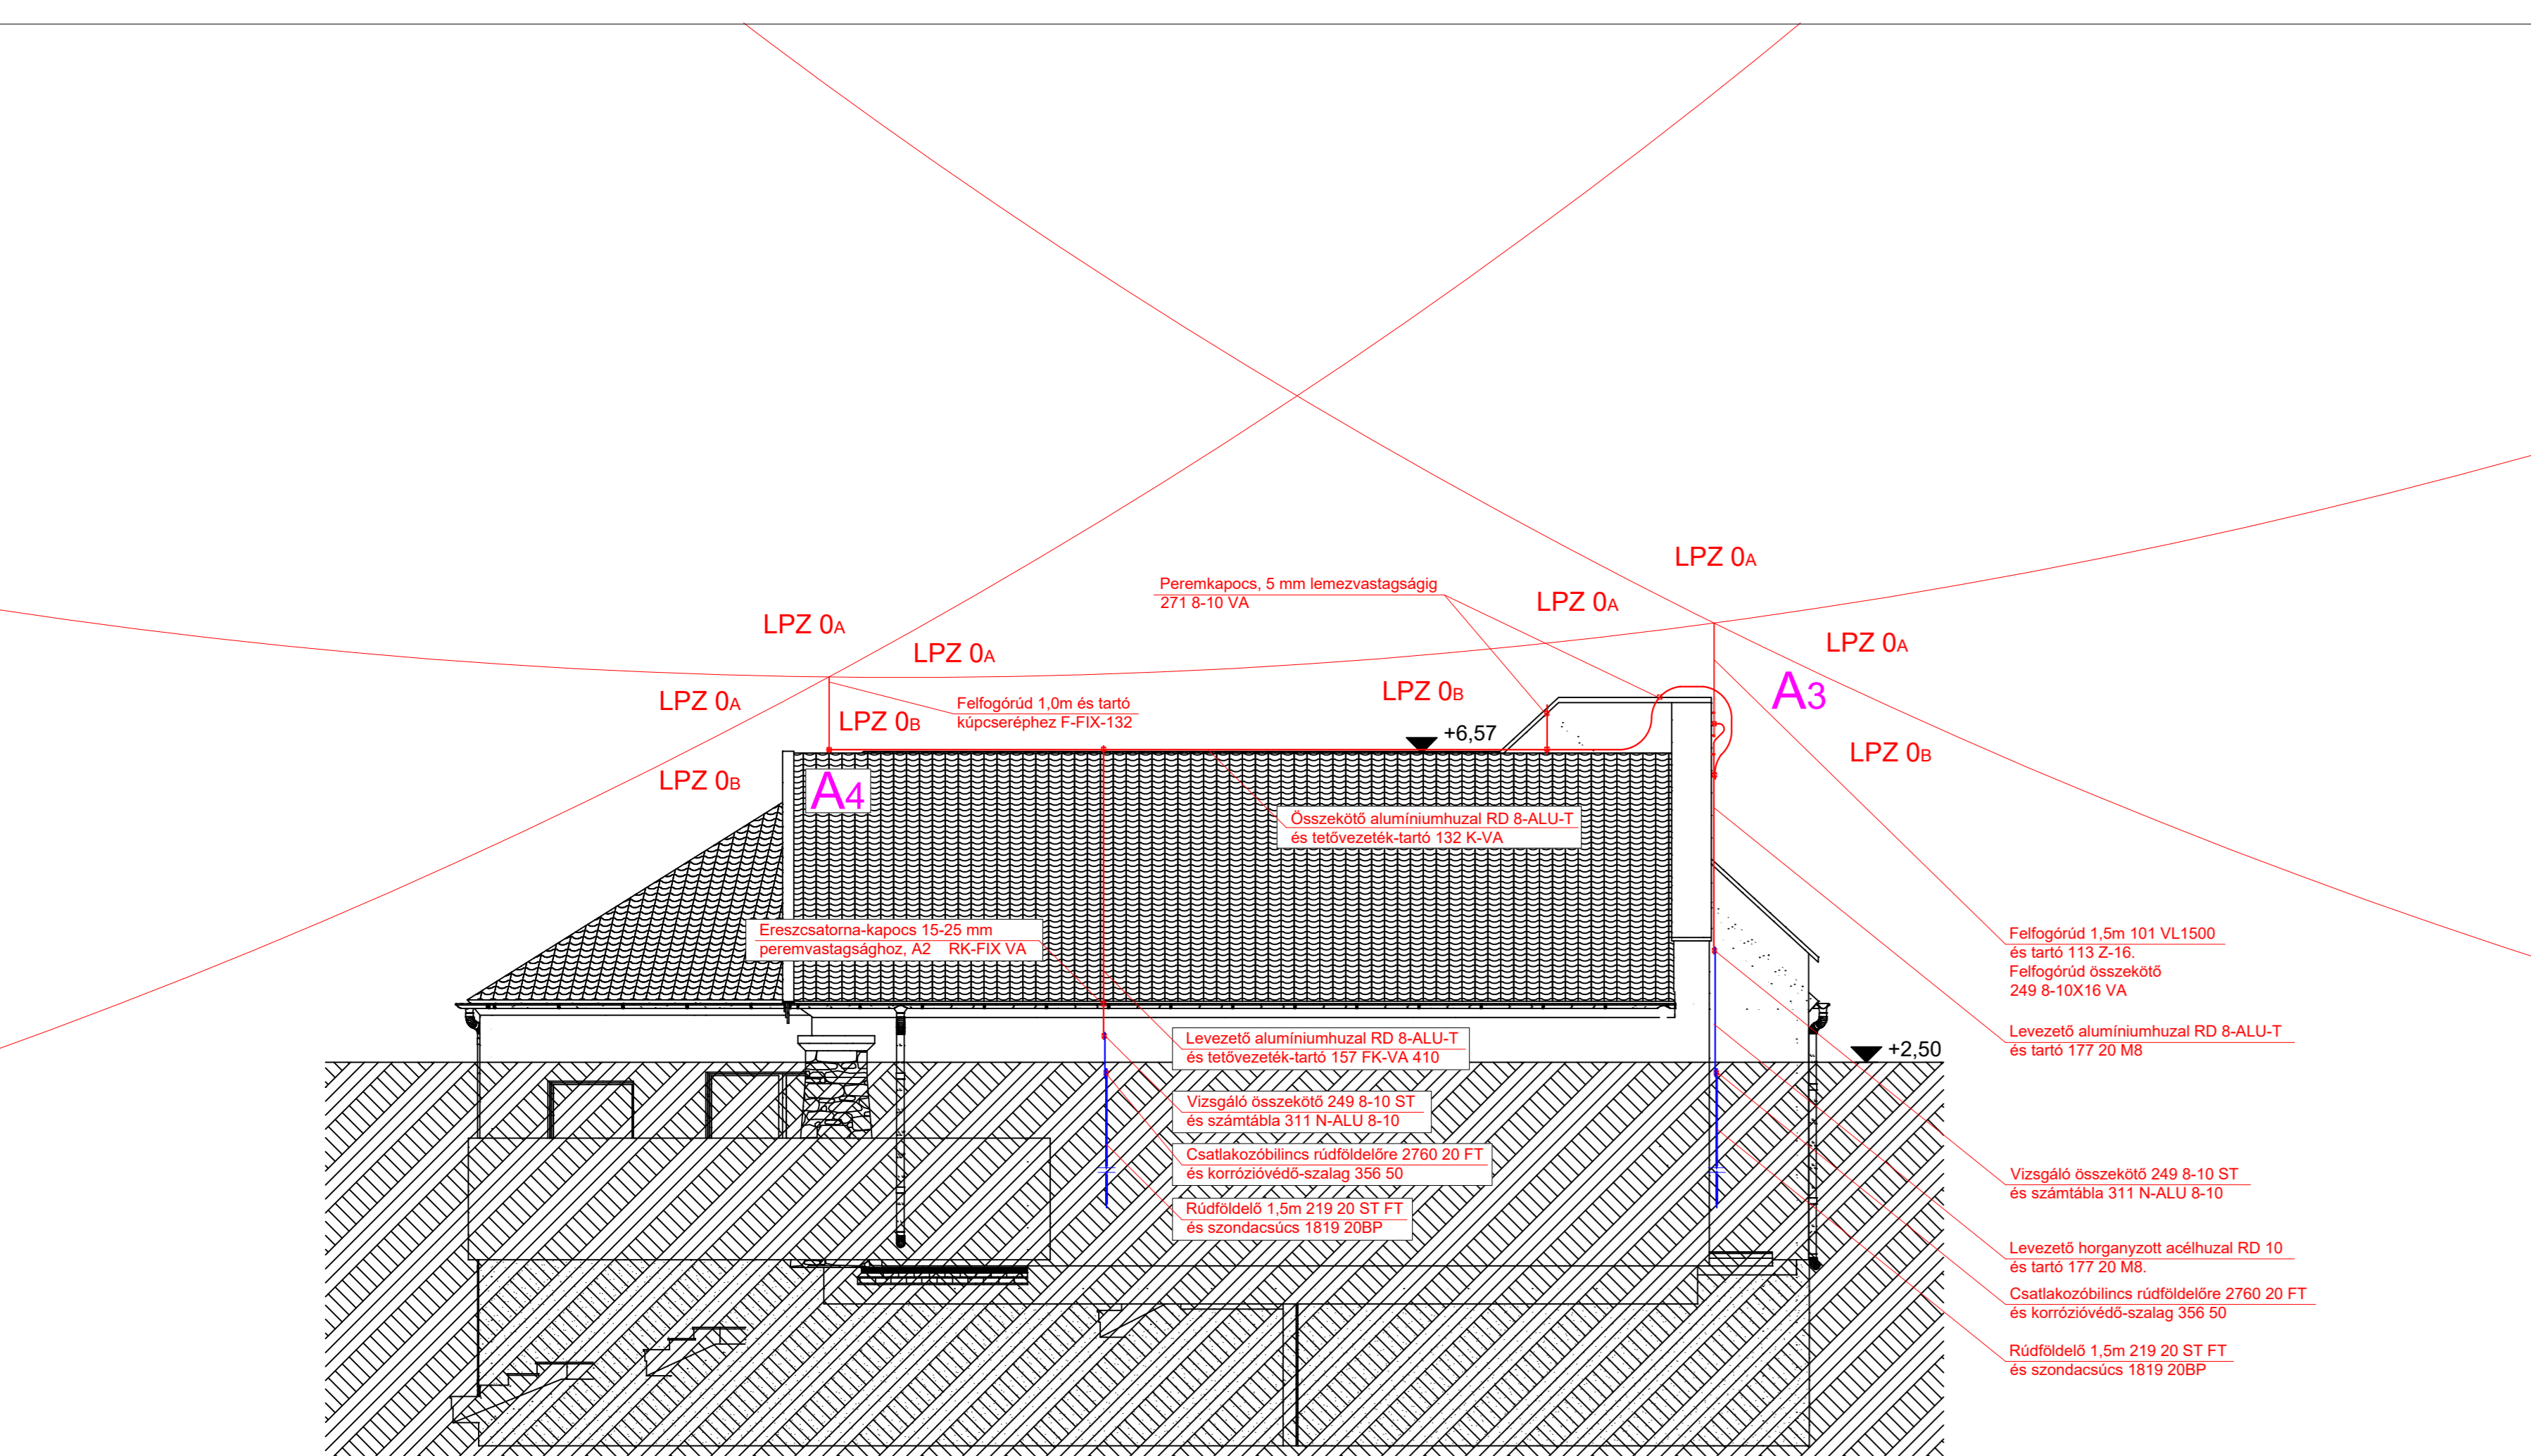 LPZ 0A
Peremkapocs, 5 mm lemezvastagságig
271 8-10 VA
LPZ 0A
LPZ 0A
LPZ 0A
LPZ 0A
LPZ 0A
LPZ 0B
A3
Felfogórúd 1,0m és tartó
kúpcseréphez F-FIX-132
LPZ 0B
+6,57
LPZ 0B
LPZ 0B
A4
Összekötő alumíniumhuzal RD 8-ALU-T
és tetővezeték-tartó 132 K-VA
Ereszcsatorna-kapocs 15-25 mm
peremvastagsághoz, A2 RK-FIX VA
Felfogórúd 1,5m 101 VL1500
és tartó 113 Z-16.
Felfogórúd összekötő
249 8-10X16 VA
Levezető alumíniumhuzal RD 8-ALU-T
és tartó 177 20 M8
Levezető alumíniumhuzal RD 8-ALU-T
és tetővezeték-tartó 157 FK-VA 410
+2,50
Vizsgáló összekötő 249 8-10 ST
és számtábla 311 N-ALU 8-10
Csatlakozóbilincs rúdföldelőre 2760 20 FT
és korrózióvédő-szalag 356 50
Rúdföldelő 1,5m 219 20 ST FT
és szondacsúcs 1819 20BP
Vizsgáló összekötő 249 8-10 ST
és számtábla 311 N-ALU 8-10
Levezető horganyzott acélhuzal RD 10
és tartó 177 20 M8.
Csatlakozóbilincs rúdföldelőre 2760 20 FT
és korrózióvédő-szalag 356 50
Rúdföldelő 1,5m 219 20 ST FT
és szondacsúcs 1819 20BP